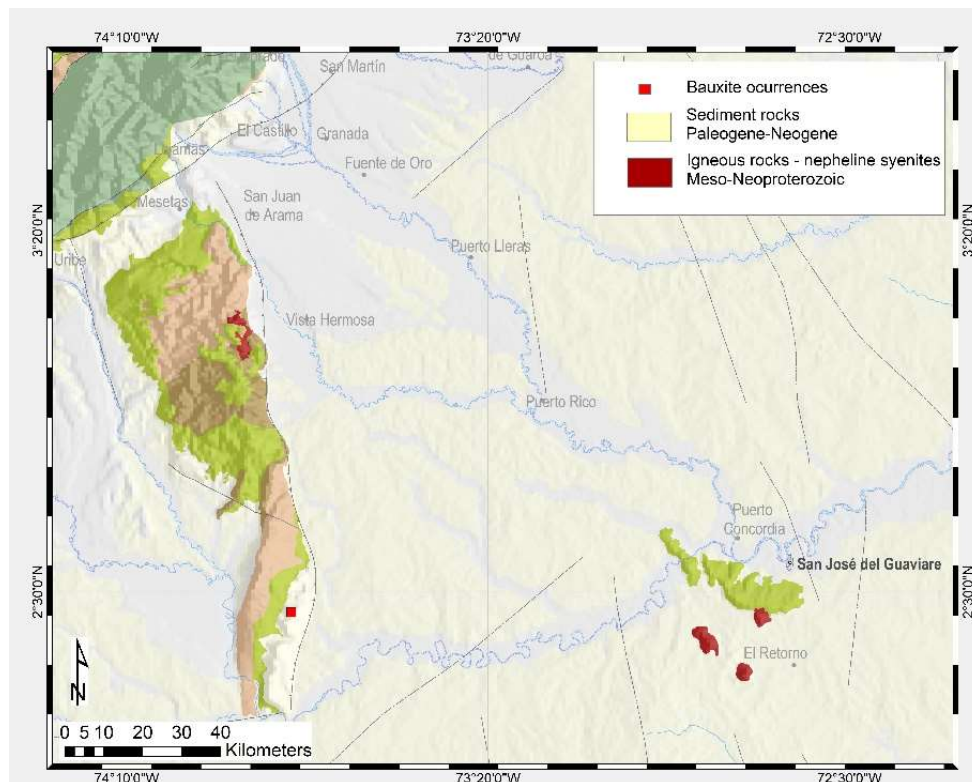 74°10'0"W
73°20'0"W
72°30'0"W
de Guaroa
San Martín
El Castillo
Granada
Fuente de Oro
Mesetas
San Juan
de Arama
Uribe
Puerto Lleras
Vista Hermosa
Puerto Rico
Puerto
Concordia
San José del Guaviare
El Retorno
Bauxite ocurrences
Sediment rocks
Paleogene-Neogene
Igneous rocks - nepheline syenites
Meso-Neoproterozoic
3°20'0"N
3°20'0"N
2°30'0"N
2°30'0"N
N
0 5 10 20 30 40
Kilometers
74°10'0"W
73°20'0"W
72°30'0"W